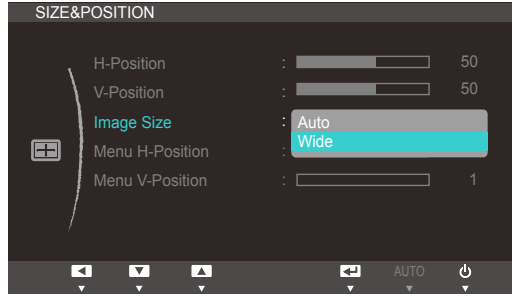 SIZE&POSITION
H-Position : 50
V-Position : 50
Image Size : Auto
Wide
Menu H-Position :
Menu V-Position : 1
AUTO